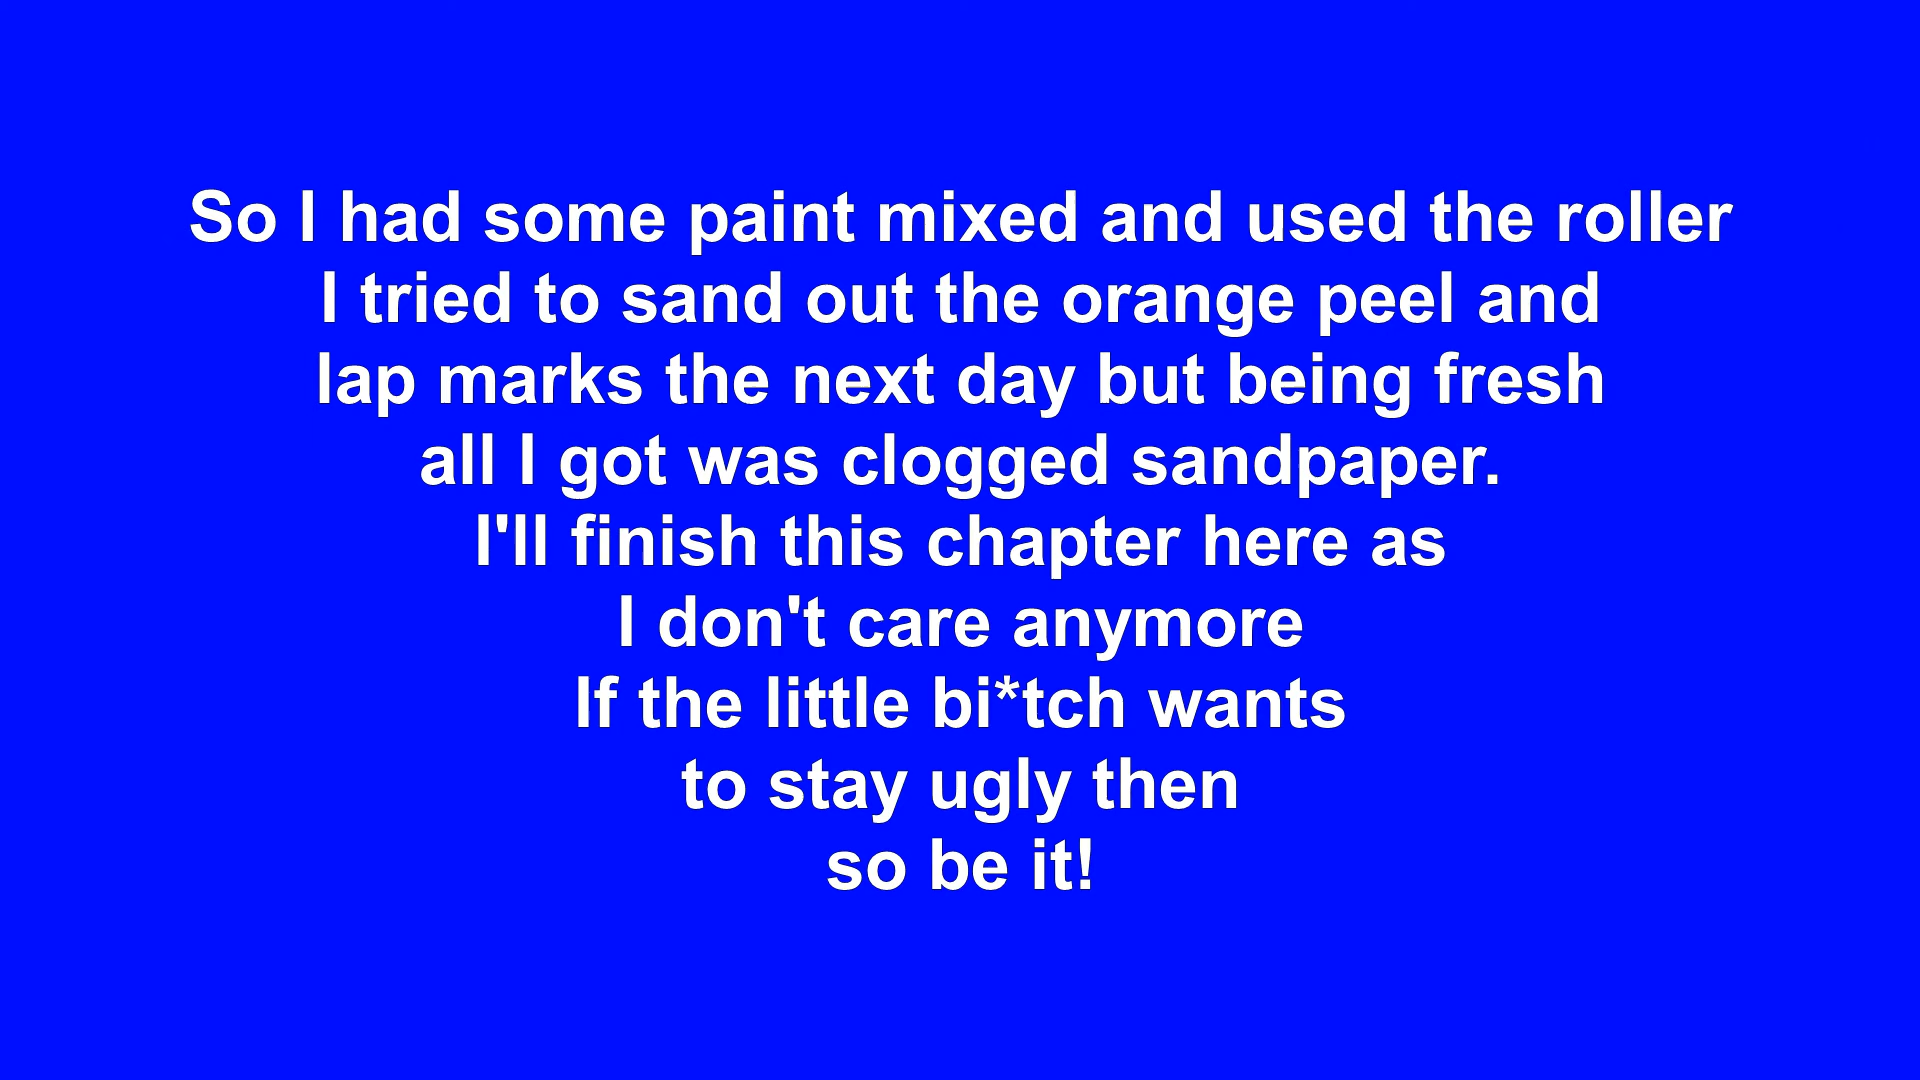 So I had some paint mixed and used the roller
I tried to sand out the orange peel and
lap marks the next day but being fresh
all I got was clogged sandpaper.
I'll finish this chapter here as
I don't care anymore
If the little bi*tch wants
to stay ugly then
so be it!